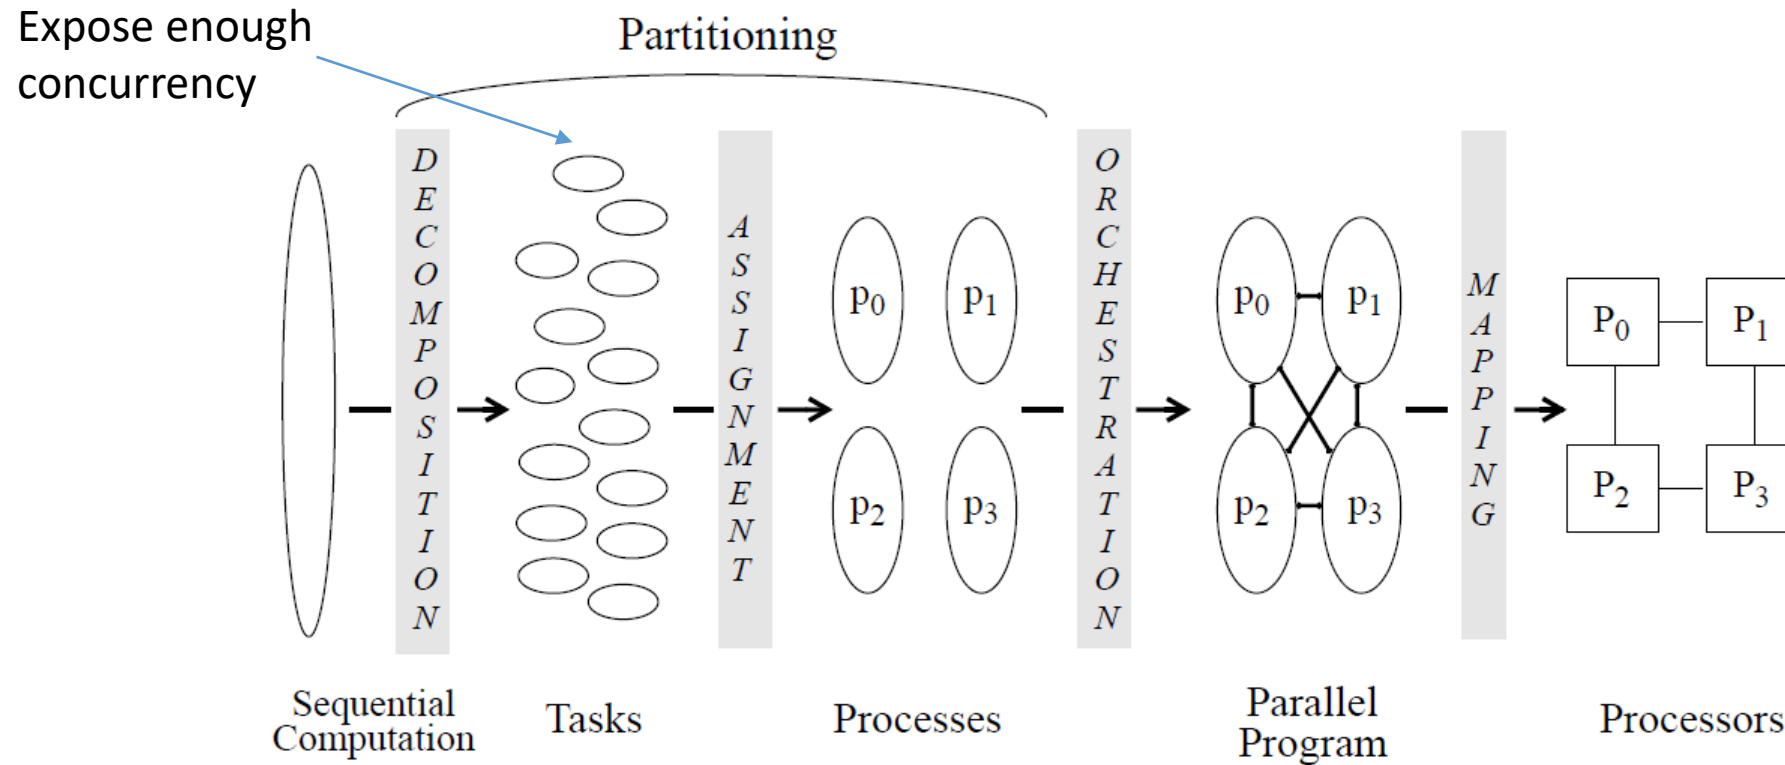 Expose enough
concurrency
Partitioning
DECOMPOSITION
ASSIGNMENT
ORCHESTRATION
MAPPING
p0 p1
p2 p3
p0 p1
p2 p3
P0 P1
P2 P3
Sequential
Computation
Tasks
Processes
Parallel
Program
Processors